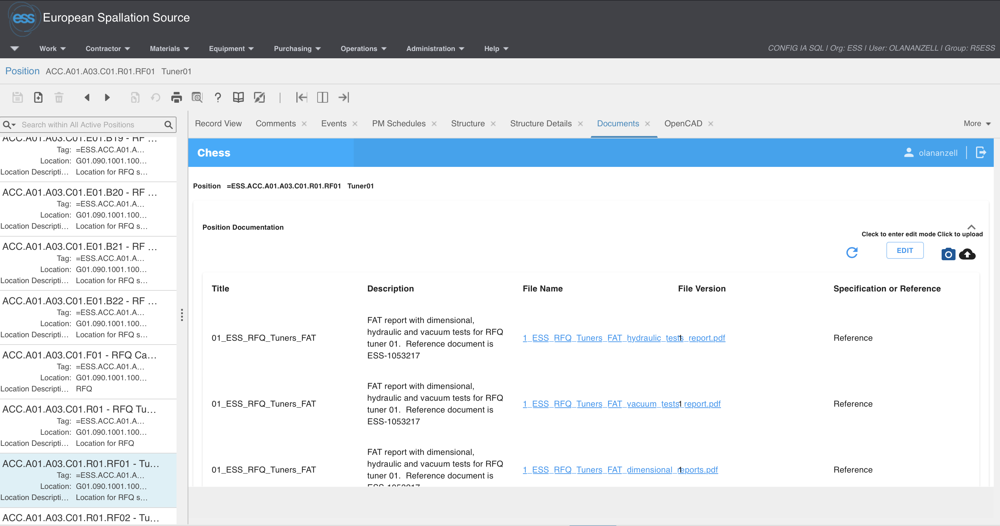 ess European Spallation Source
Work Contractor Materials Equipment Purchasing Operations Administration Help CONFIG IA SQL | Org: ESS | User: OLANANZELL | Group: R5ESS
Position ACC.A01.A03.C01.R01.RF01 Tuner01
Search within All Active Positions
ACC.A01.A03.C01.E01.B19 - RF ...
Tag: =ESS.ACC.A01.A...
Location: G01.090.1001.100...
Location Descripti... Location for RFQ s...
ACC.A01.A03.C01.E01.B20 - RF ...
Tag: =ESS.ACC.A01.A...
Location: G01.090.1001.100...
Location Descripti... Location for RFQ s...
ACC.A01.A03.C01.E01.B21 - RF ...
Tag: =ESS.ACC.A01.A...
Location: G01.090.1001.100...
Location Descripti... Location for RFQ s...
ACC.A01.A03.C01.E01.B22 - RF ...
Tag: =ESS.ACC.A01.A...
Location: G01.090.1001.100...
Location Descripti... Location for RFQ s...
ACC.A01.A03.C01.F01 - RFQ Ca...
Tag: =ESS.ACC.A01.A...
Location: G01.090.1001.100...
Location Descripti... RFQ
ACC.A01.A03.C01.R01 - RFQ Tu...
Tag: =ESS.ACC.A01.A...
Location: G01.090.1001.100...
Location Descripti... Location for RFQ
ACC.A01.A03.C01.R01.RF01 - Tu...
Tag: =ESS.ACC.A01.A...
Location: G01.090.1001.100...
Location Descripti... Location for RFQ s...
ACC.A01.A03.C01.R01.RF02 - Tu...
Record View Comments Events PM Schedules Structure Structure Details Documents OpenCAD More
Chess olananzell
Position =ESS.ACC.A01.A03.C01.R01.RF01 Tuner01
Position Documentation
Cleck to enter edit mode Click to upload
EDIT
Title Description File Name File Version Specification or Reference
FAT report with dimensional,
hydraulic and vacuum tests for RFQ
tuner 01. Reference document is
ESS-1053217
01_ESS_RFQ_Tuners_FAT 1_ESS_RFQ_Tuners_FAT_hydraulic_tests_report.pdf 1 Reference
FAT report with dimensional,
hydraulic and vacuum tests for RFQ
tuner 01. Reference document is
ESS-1053217
01_ESS_RFQ_Tuners_FAT 1_ESS_RFQ_Tuners_FAT_vacuum_tests_report.pdf 1 Reference
FAT report with dimensional,
hydraulic and vacuum tests for RFQ
tuner 01. Reference document is
ESS-1053217
01_ESS_RFQ_Tuners_FAT 1_ESS_RFQ_Tuners_FAT_dimensional_reports.pdf 1 Reference